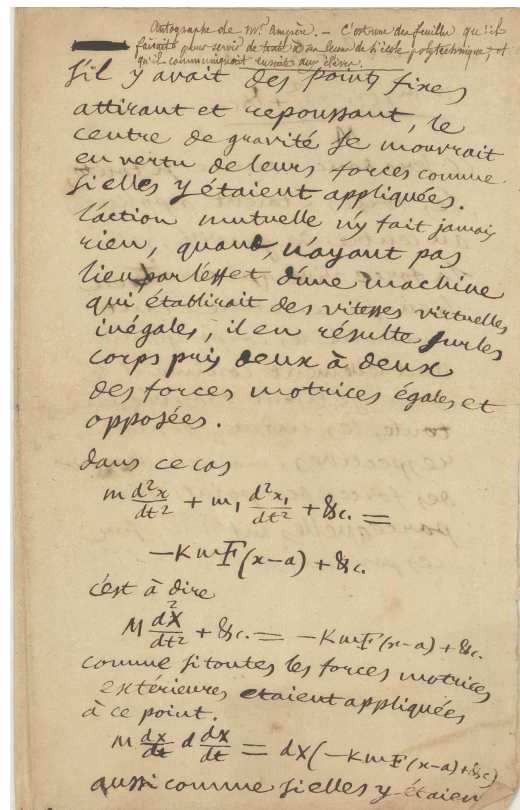 Autographe de Mr. Ampère. — C'est une des feuilles qu'il
faisait pour servir de texte à ses leçons de l'école polytechnique, et
qu'il communiquait ensuite aux élèves.
S'il y avait des points fixes
attirant et repoussant, le
centre de gravité se mouvrait
en vertu de leurs forces comme
si elles y étaient appliquées.
l'action mutuelle n'y fait jamais
rien, quand, n'ayant pas
lieu par l'effet d'une machine
qui établirait des vitesses virtuelles
inégales, il en résulte sur les
corps pris deux à deux
des forces motrices égales et
opposées.
dans ce cas
m d²x/dt² + m₁ d²x₁/dt² + &c. =
—KmF(x—a) + &c.
c'est à dire
M d²X/dt² + &c. = —KmF(x—a) + &c.
comme si toutes les forces motrices
extérieures etaient appliquées
à ce point.
M dx/dt d dx/dt = dX(—KmF(x—a)+&c)
aussi comme si elles y étaien